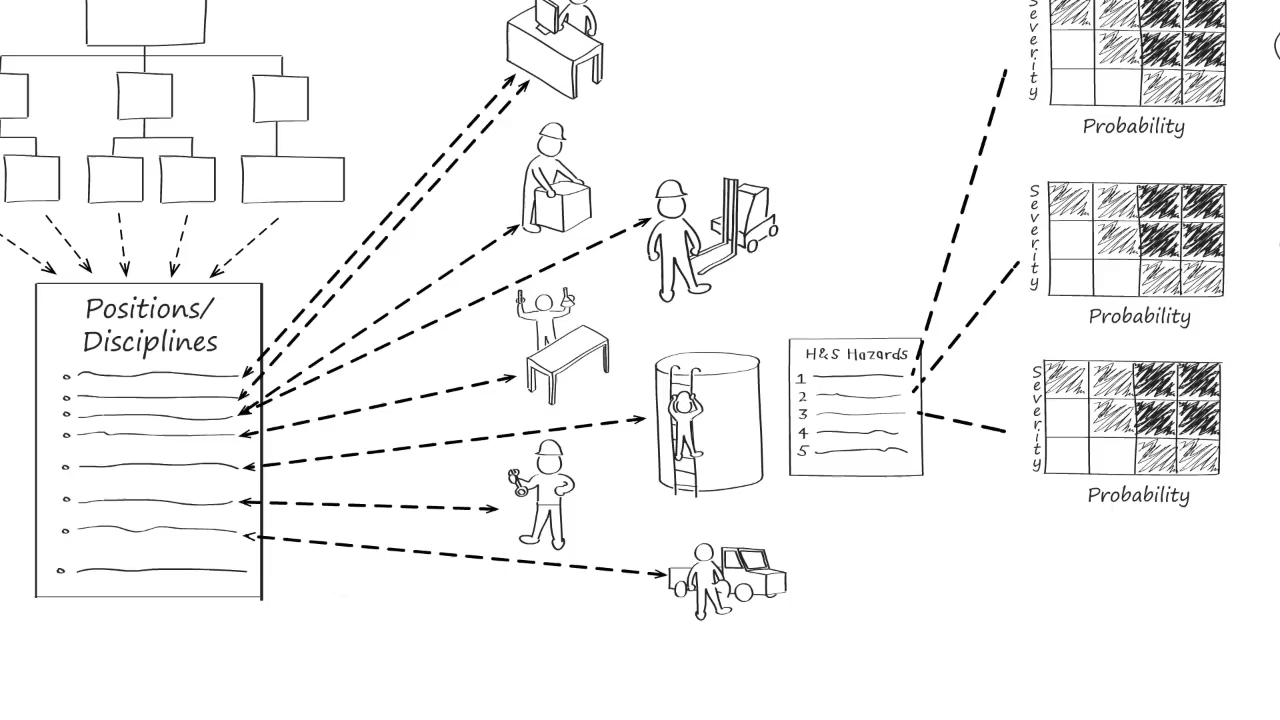 Positions/
Disciplines
H&S Hazards
1
2
3
4
5
Severity
Probability
Severity
Probability
Severity
Probability